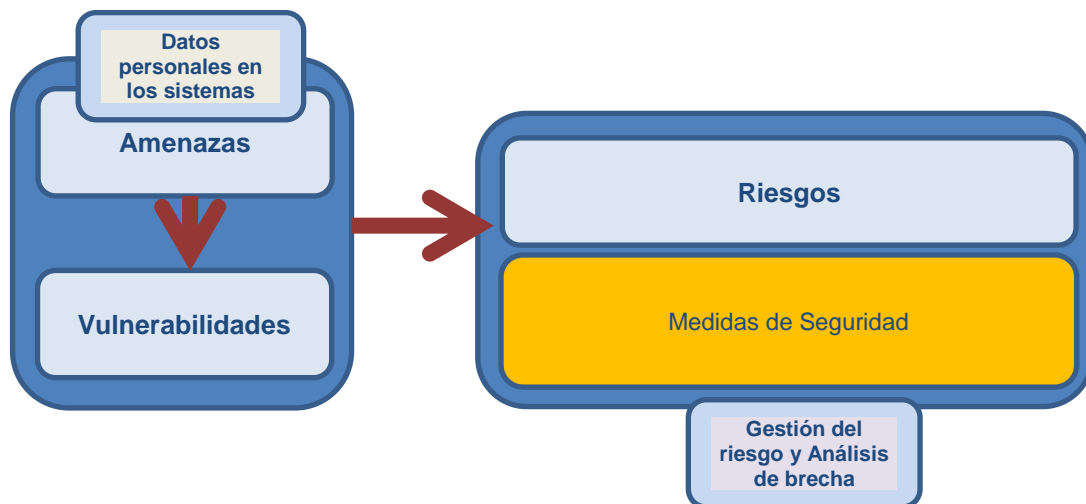 Datos
personales en
los sistemas
Amenazas
Vulnerabilidades
Riesgos
Medidas de Seguridad
Gestión del
riesgo y Análisis
de brecha